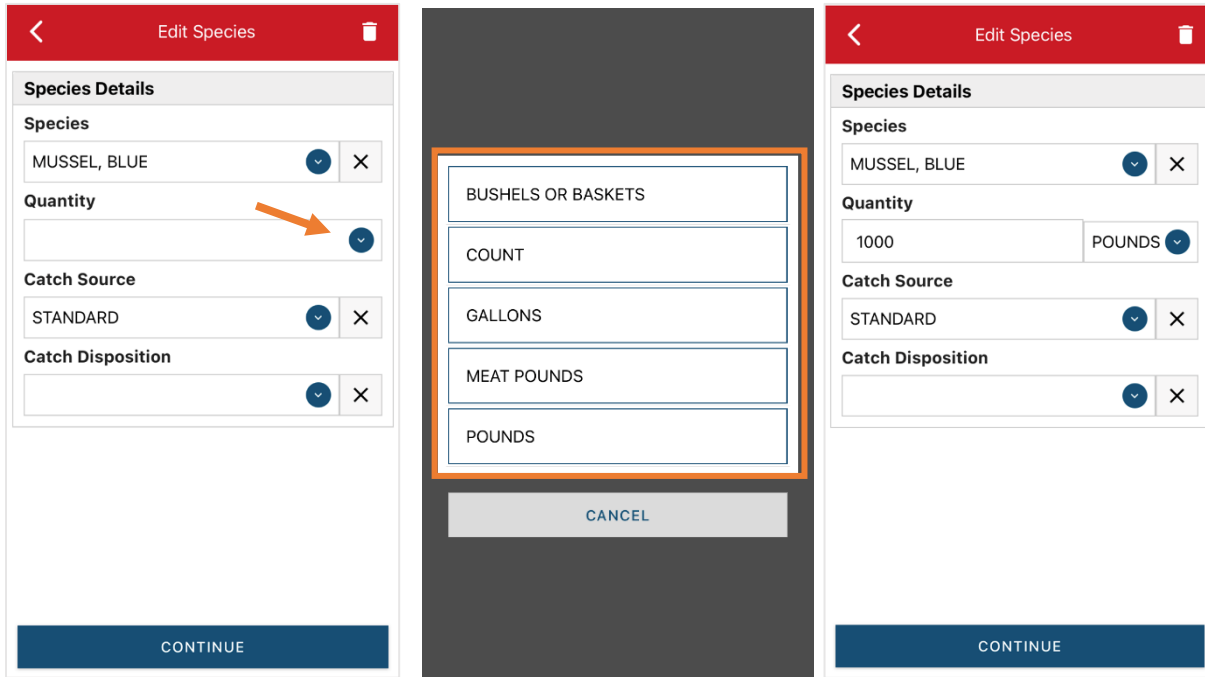 Edit Species
Species Details
Species
MUSSEL, BLUE
Quantity
Catch Source
STANDARD
Catch Disposition
CONTINUE
BUSHELS OR BASKETS
COUNT
GALLONS
MEAT POUNDS
POUNDS
CANCEL
Edit Species
Species Details
Species
MUSSEL, BLUE
Quantity
1000 POUNDS
Catch Source
STANDARD
Catch Disposition
CONTINUE